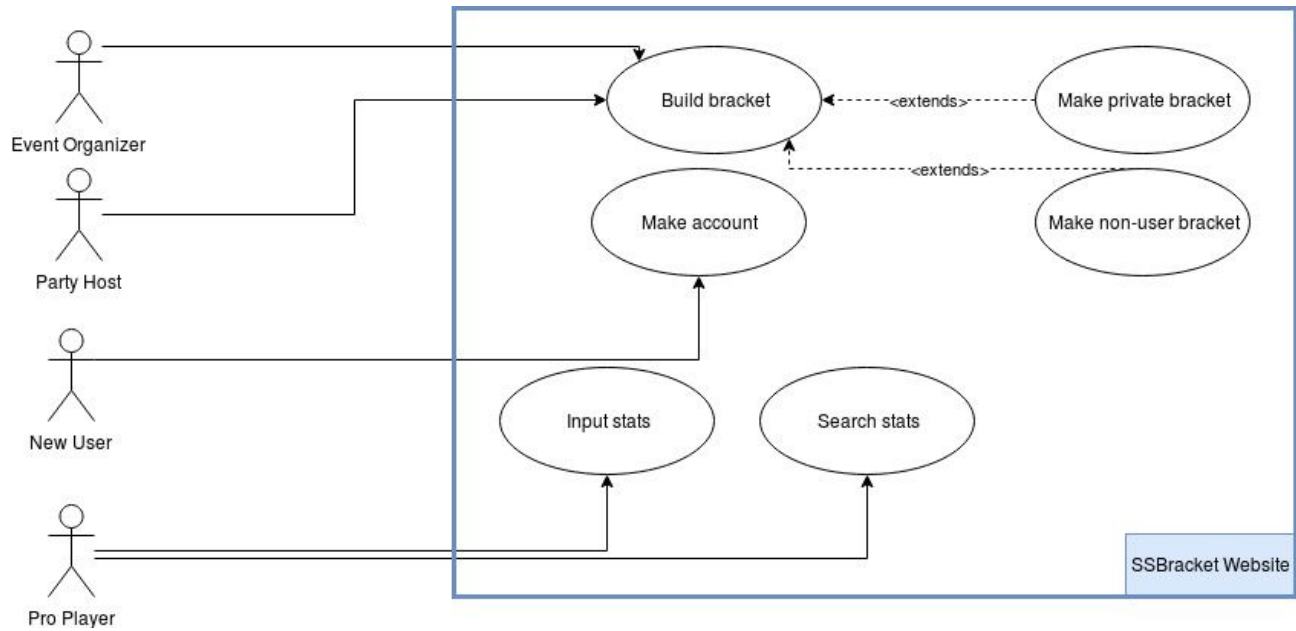 Event Organizer
Build bracket
<extends>
Make private bracket
<extends>
Party Host
Make account
Make non-user bracket
New User
Input stats
Search stats
Pro Player
SSBracket Website